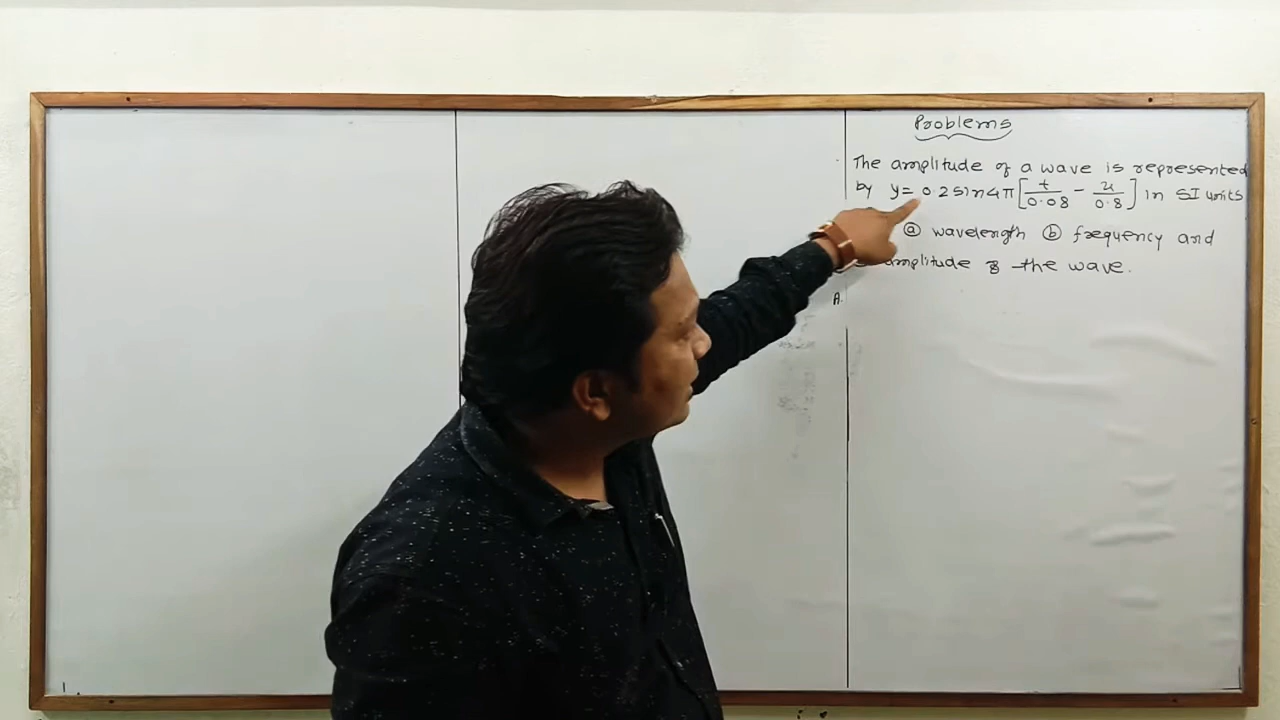 Problems
The amplitude of a wave is represented
by y = 0.2 sin 4π [ t/0.08 - x/0.8 ] in SI units
ⓐ wavelength ⓑ frequency and
amplitude of the wave.
A.